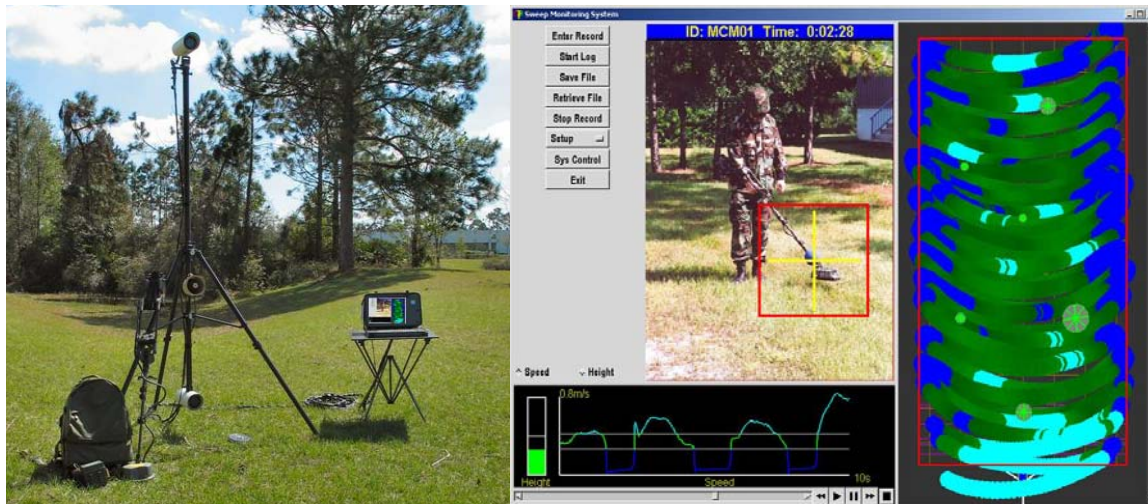 Sweep Monitoring System
Enter Record
Start Log
Save File
Retrieve File
Stop Record
Setup
Sys Control
Exit
ID: MCM01 Time: 0:02:28
Speed
Height
0.8m/s
Height
Speed
10s